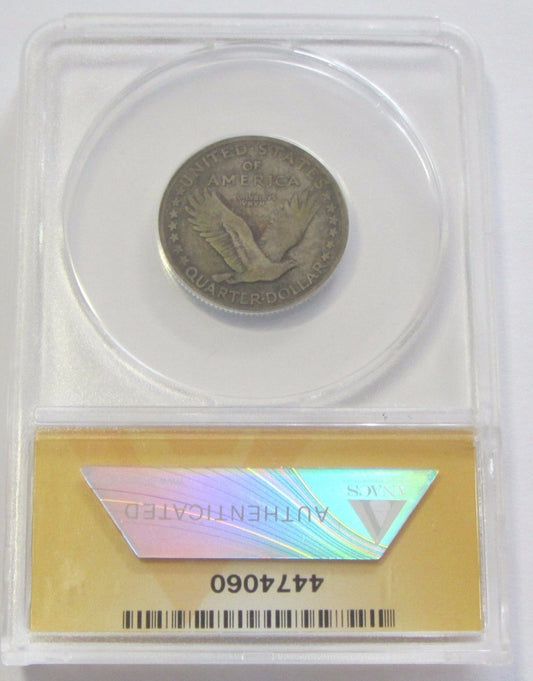 UNITED STATES
OF
AMERICA
E PLURIBUS
UNUM
QUARTER DOLLAR
ANACS
AUTHENTICATED
4474060